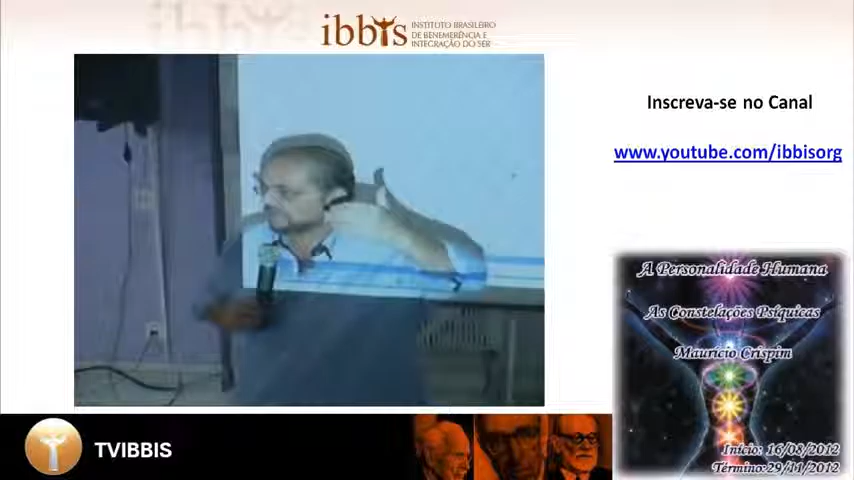 ibbis
INSTITUTO BRASILEIRO
DE BENEMERÊNCIA E
INTEGRAÇÃO DO SER
Inscreva-se no Canal
www.youtube.com/ibbisorg
A Personalidade Humana
As Constelações Psíquicas
Maurício Crispim
Início: 16/08/2012
Término:29/11/2012
TVIBBIS